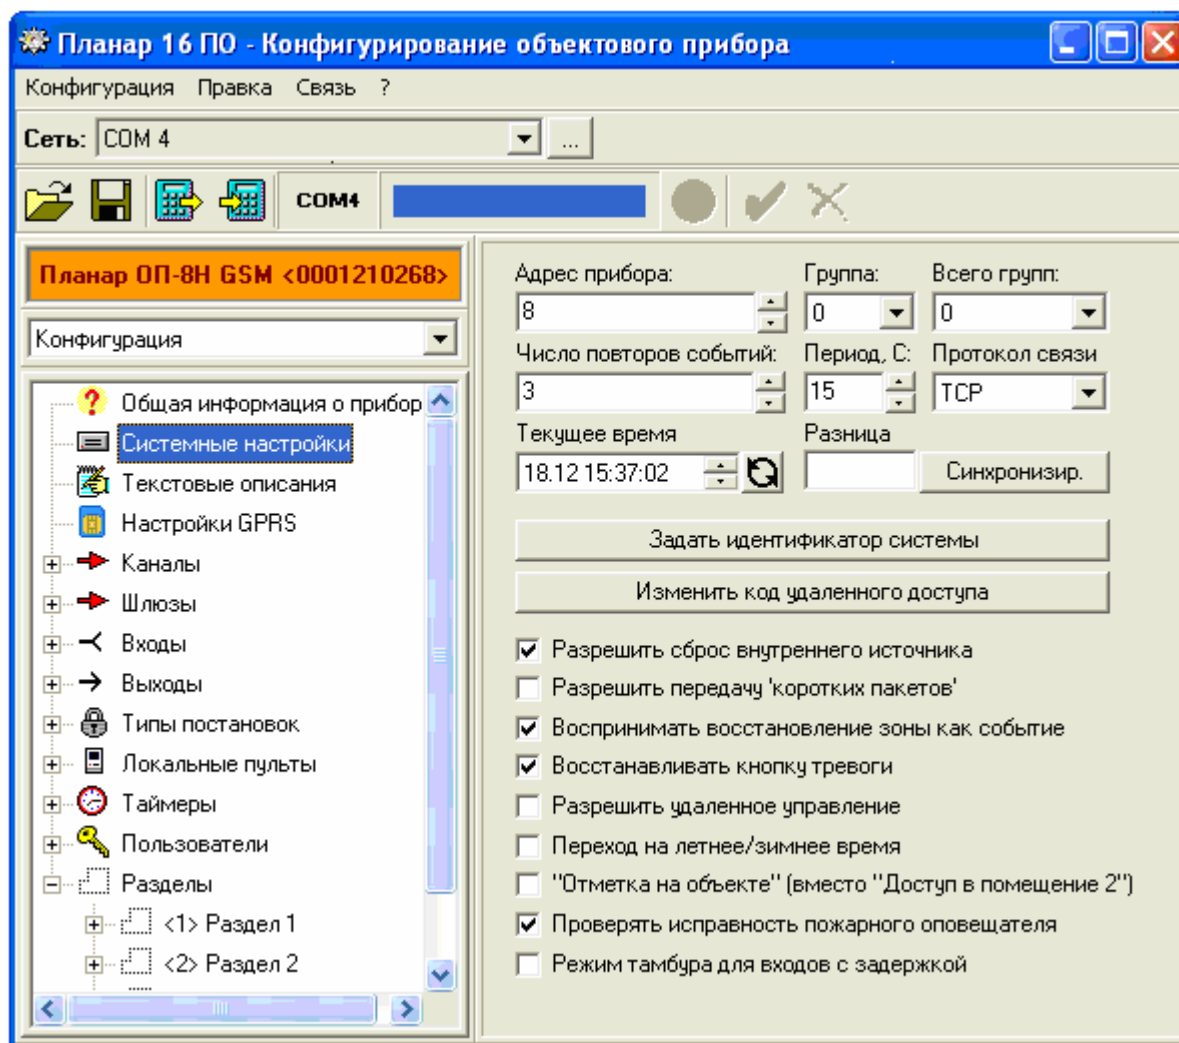 Планар 16 ПО - Конфигурирование объектового прибора
Конфигурация Правка Связь ?
Сеть: COM 4 ...
COM4
Планар ОП-8Н GSM <0001210268>
Конфигурация
Общая информация о прибор
Системные настройки
Текстовые описания
Настройки GPRS
Каналы
Шлюзы
Входы
Выходы
Типы постановок
Локальные пульты
Таймеры
Пользователи
Разделы
<1> Раздел 1
<2> Раздел 2
Адрес прибора: Группа: Всего групп:
8 0 0
Число повторов событий: Период, С: Протокол связи
3 15 TCP
Текущее время Разница
18.12 15:37:02 Синхронизир.
Задать идентификатор системы
Изменить код удаленного доступа
Разрешить сброс внутреннего источника
Разрешить передачу 'коротких пакетов'
Воспринимать восстановление зоны как событие
Восстанавливать кнопку тревоги
Разрешить удаленное управление
Переход на летнее/зимнее время
"Отметка на объекте" (вместо "Доступ в помещение 2")
Проверять исправность пожарного оповещателя
Режим тамбура для входов с задержкой